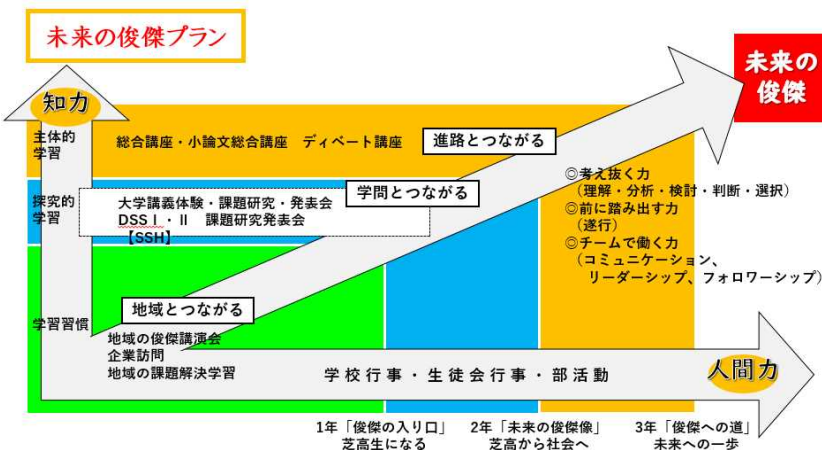 未来の俊傑プラン
未来の
俊傑
知力
主体的
学習
総合講座・小論文総合講座　ディベート講座
進路とつながる
探究的
学習
大学講義体験・課題研究・発表会
DSSⅠ・Ⅱ　課題研究発表会
【SSH】
学問とつながる
◎考え抜く力
（理解・分析・検討・判断・選択）
◎前に踏み出す力
（遂行）
◎チームで働く力
（コミュニケーション、
リーダーシップ、フォロワーシップ）
学習習慣
地域とつながる
地域の俊傑講演会
企業訪問
地域の課題解決学習
学校行事・生徒会行事・部活動
人間力
1年「俊傑の入り口」
芝高生になる
2年「未来の俊傑像」
芝高から社会へ
3年「俊傑への道」
未来への一歩